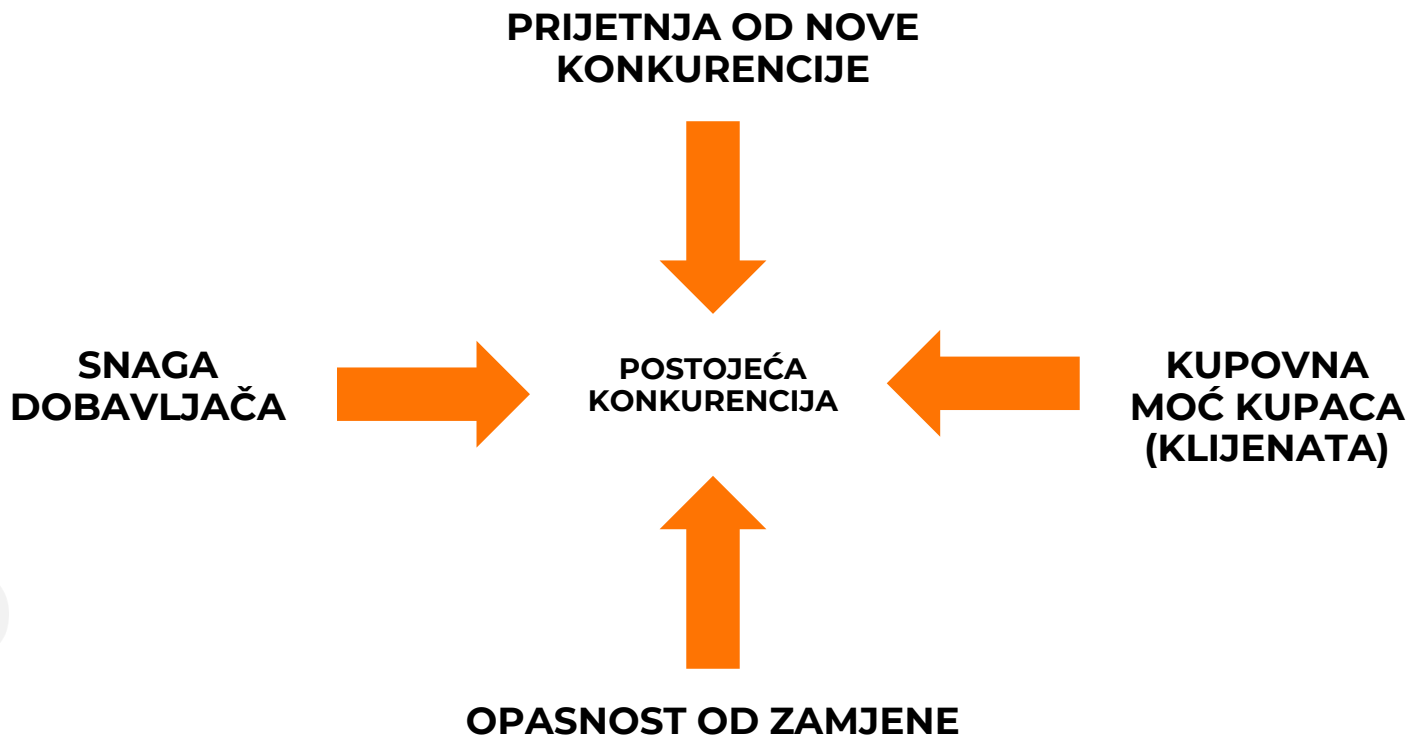 PRIJETNJA OD NOVE
KONKURENCIJE
SNAGA
DOBAVLJAČA
POSTOJEĆA
KONKURENCIJA
KUPOVNA
MOĆ KUPACA
(KLIJENATA)
OPASNOST OD ZAMJENE